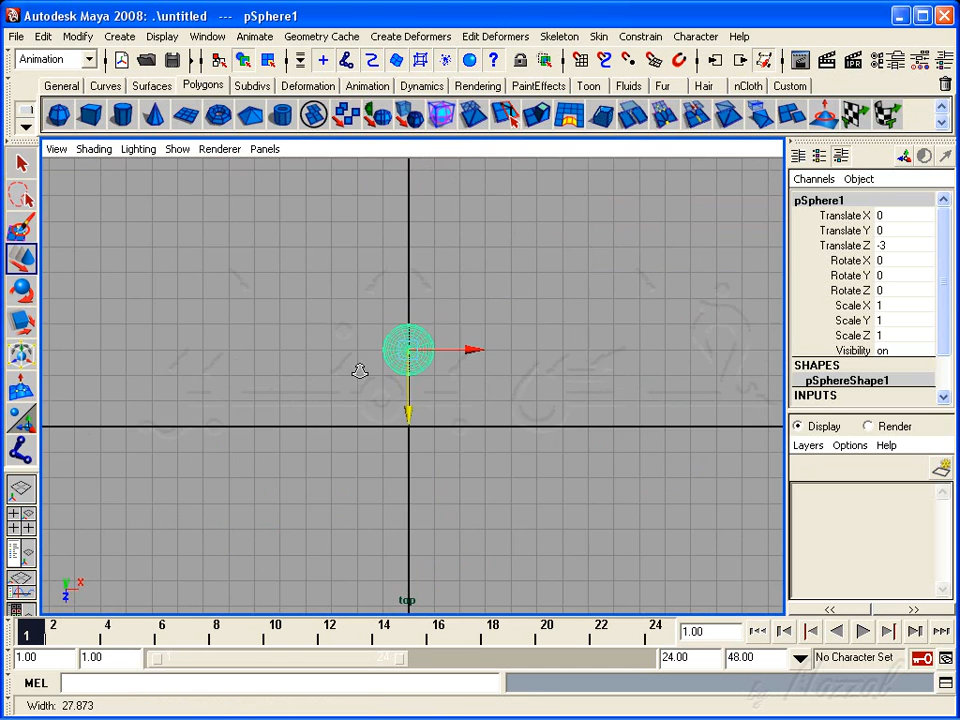 Autodesk Maya 2008: .\untitled --- pSphere1
File Edit Modify Create Display Window Animate Geometry Cache Create Deformers Edit Deformers Skeleton Skin Constrain Character Help
Animation
General Curves Surfaces Polygons Subdivs Deformation Animation Dynamics Rendering PaintEffects Toon Fluids Fur Hair nCloth Custom
View Shading Lighting Show Renderer Panels
Channels Object
pSphere1
Translate X 0
Translate Y 0
Translate Z -3
Rotate X 0
Rotate Y 0
Rotate Z 0
Scale X 1
Scale Y 1
Scale Z 1
Visibility on
SHAPES
pSphereShape1
INPUTS
Display Render
Layers Options Help
y x
z
top
<< >>
1 2 4 6 8 10 12 14 16 18 20 22 24 1.00
1.00 1.00 1 24 24.00 48.00 No Character Set
MEL
Width: 27.873